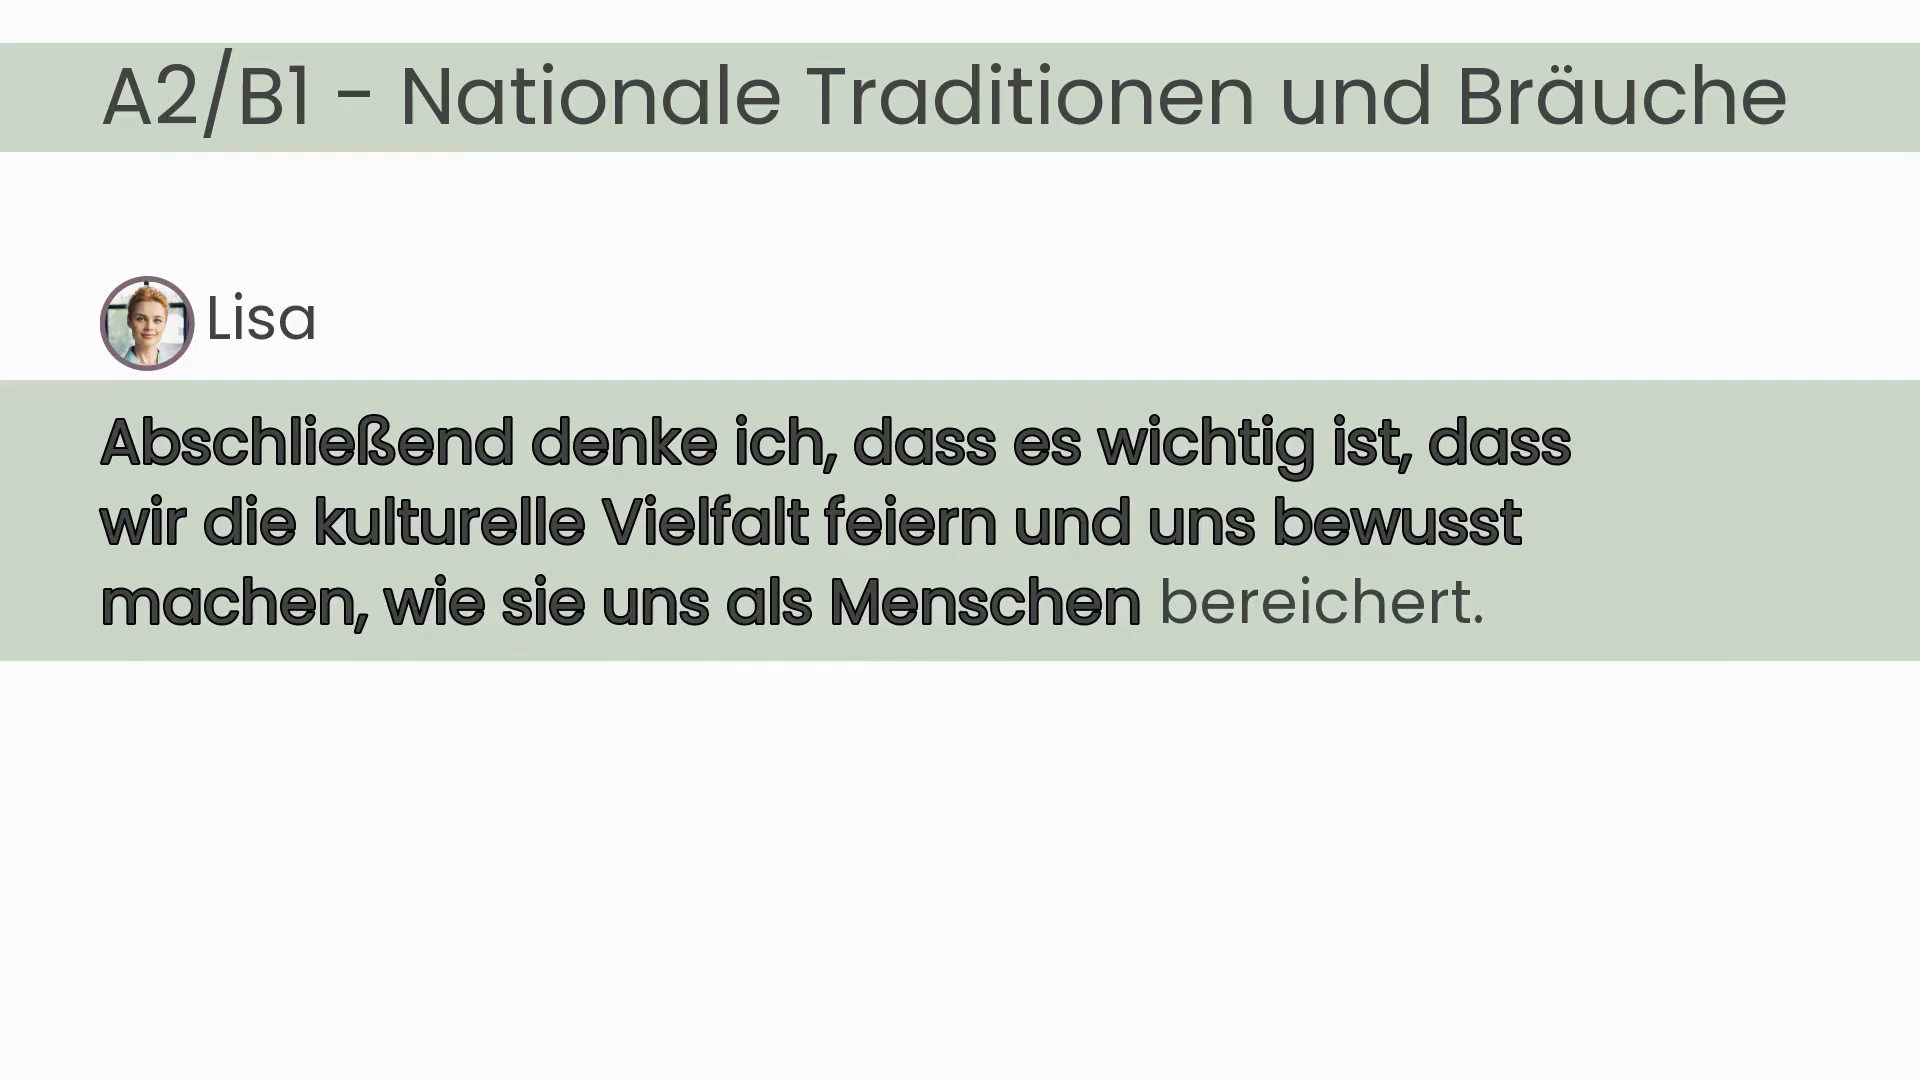 A2/B1 - Nationale Traditionen und Bräuche
Lisa
Abschließend denke ich, dass es wichtig ist, dass
wir die kulturelle Vielfalt feiern und uns bewusst
machen, wie sie uns als Menschen bereichert.